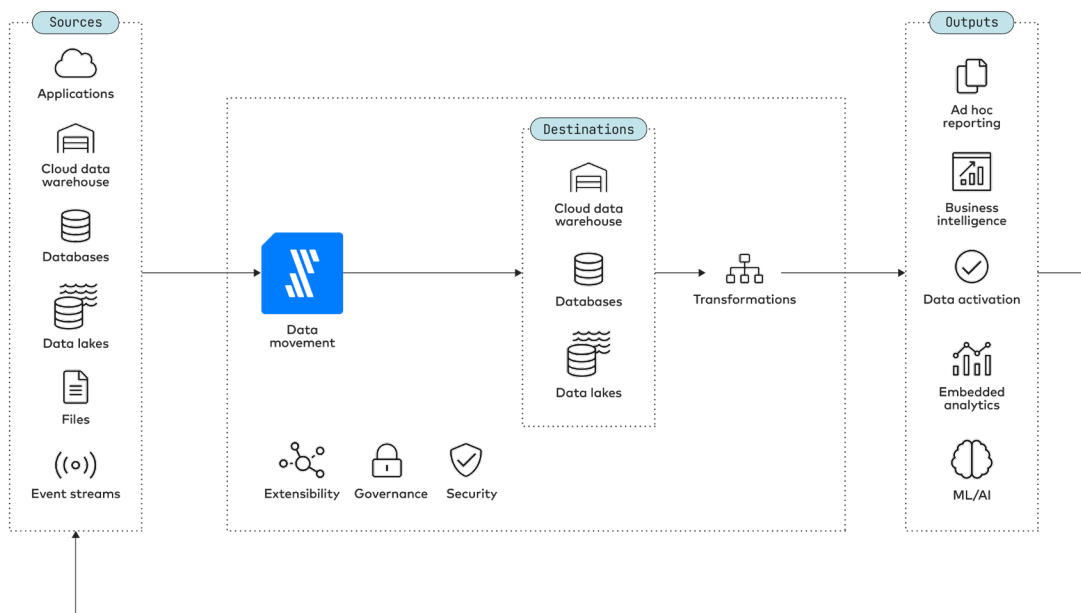 Sources
Applications
Cloud data
warehouse
Databases
Data lakes
Files
Event streams
Data
movement
Extensibility
Governance
Security
Destinations
Cloud data
warehouse
Databases
Data lakes
Transformations
Outputs
Ad hoc
reporting
Business
intelligence
Data activation
Embedded
analytics
ML/AI